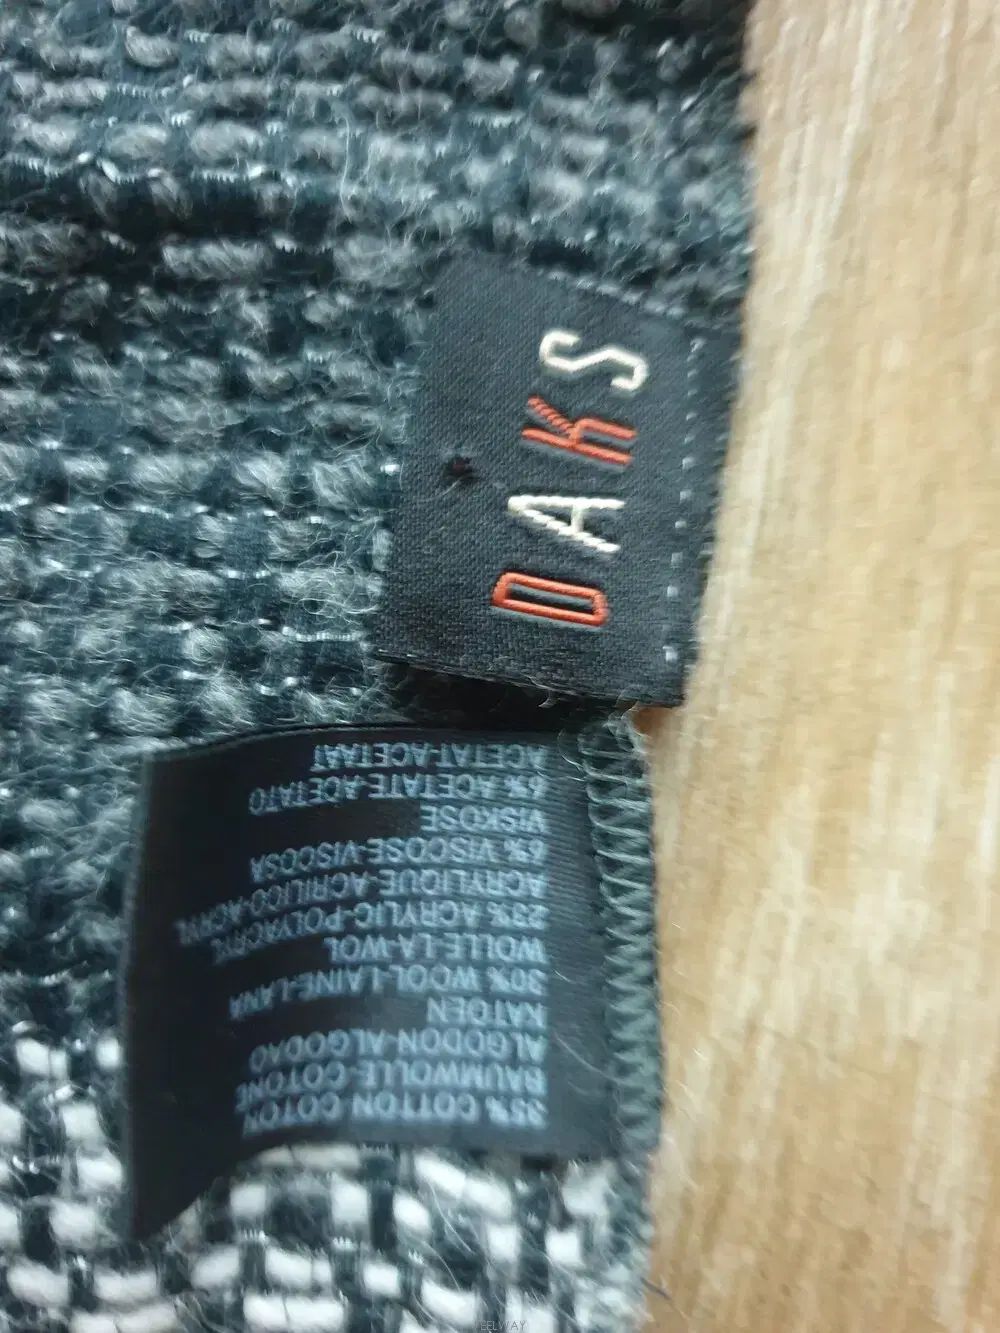 DAKS
35% COTTON-COTON
BAUMWOLLE-COTONE
ALGODON-ALGODAO
KATOEN
30% WOOL-LAINE-LANA
WOLLE-LA-WOL
23% ACRYLIC-POLYACRYL
ACRYLIQUE-ACRILICO-ACRYL
6% VISCOSE-VISCOSA
VISKOSE
6% ACETATE-ACETATO
ACETAT-ACETAAT